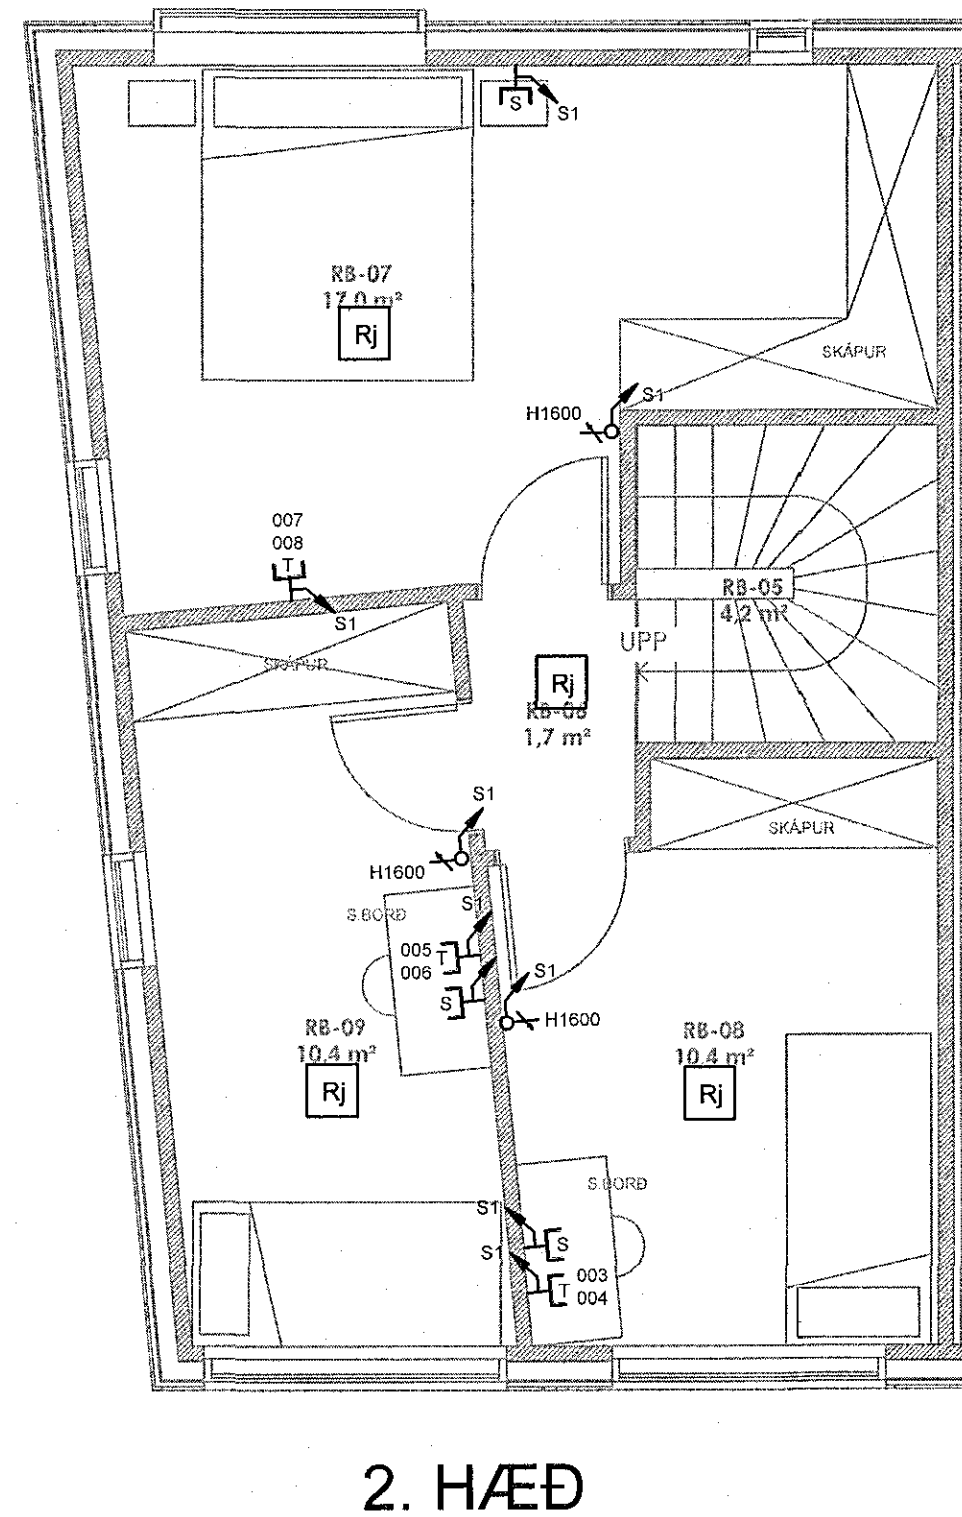 S
S1
RB-07
17,0 m²
Rj
SKÁPUR
S1
H1600
007
008
T
S1
RB-05
4,2 m²
UPP
SKÁPUR
Rj
RB-06
1,7 m²
S1
SKÁPUR
H1600
S1
S.BORÐ
005
006
T
S
S1
H1600
RB-09
10,4 m²
Rj
RB-08
10,4 m²
Rj
S.BORÐ
S1
S
S1
T
003
004
2. HÆÐ